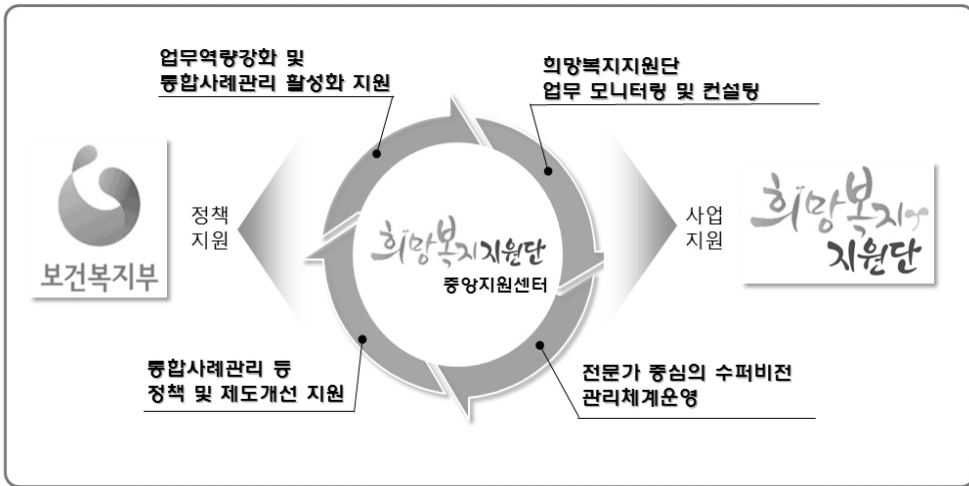 업무역량강화 및
통합사례관리 활성화 지원
희망복지지원단
업무 모니터링 및 컨설팅
보건복지부
정책
지원
희망복지지원단
중앙지원센터
사업
지원
희망복지
지원단
통합사례관리 등
정책 및 제도개선 지원
전문가 중심의 수퍼비전
관리체계운영